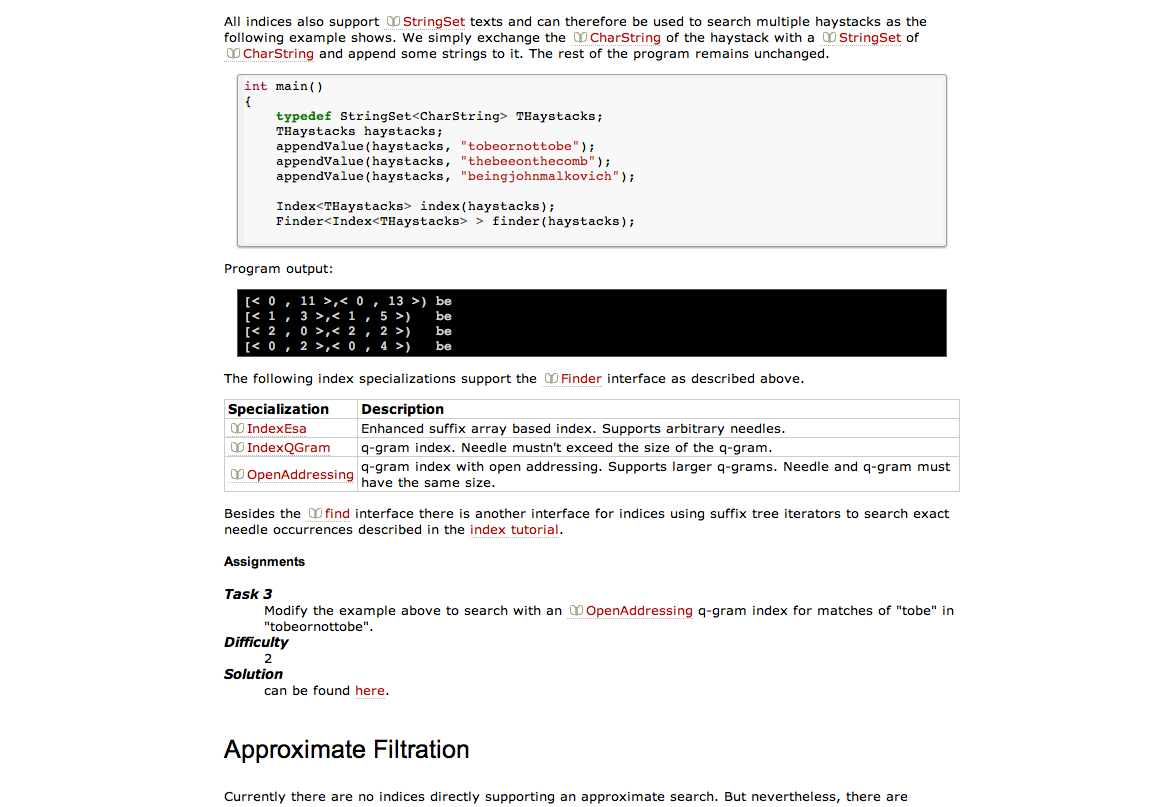 All indices also support StringSet texts and can therefore be used to search multiple haystacks as the
following example shows. We simply exchange the CharString of the haystack with a StringSet of
CharString and append some strings to it. The rest of the program remains unchanged.
int main()
{
    typedef StringSet<CharString> THaystacks;
    THaystacks haystacks;
    appendValue(haystacks, "tobeornottobe");
    appendValue(haystacks, "thebeeonthecomb");
    appendValue(haystacks, "beingjohnmalkovich");

    Index<THaystacks> index(haystacks);
    Finder<Index<THaystacks> > finder(haystacks);
Program output:
[< 0 , 11 >,< 0 , 13 >) be
[< 1 , 3 >,< 1 , 5 >)   be
[< 2 , 0 >,< 2 , 2 >)   be
[< 0 , 2 >,< 0 , 4 >)   be
The following index specializations support the Finder interface as described above.
Specialization Description
IndexEsa Enhanced suffix array based index. Supports arbitrary needles.
IndexQGram q-gram index. Needle mustn't exceed the size of the q-gram.
OpenAddressing q-gram index with open addressing. Supports larger q-grams. Needle and q-gram must
have the same size.
Besides the find interface there is another interface for indices using suffix tree iterators to search exact
needle occurrences described in the index tutorial.
Assignments
Task 3
Modify the example above to search with an OpenAddressing q-gram index for matches of "tobe" in
"tobeornottobe".
Difficulty
2
Solution
can be found here.
Approximate Filtration
Currently there are no indices directly supporting an approximate search. But nevertheless, there are